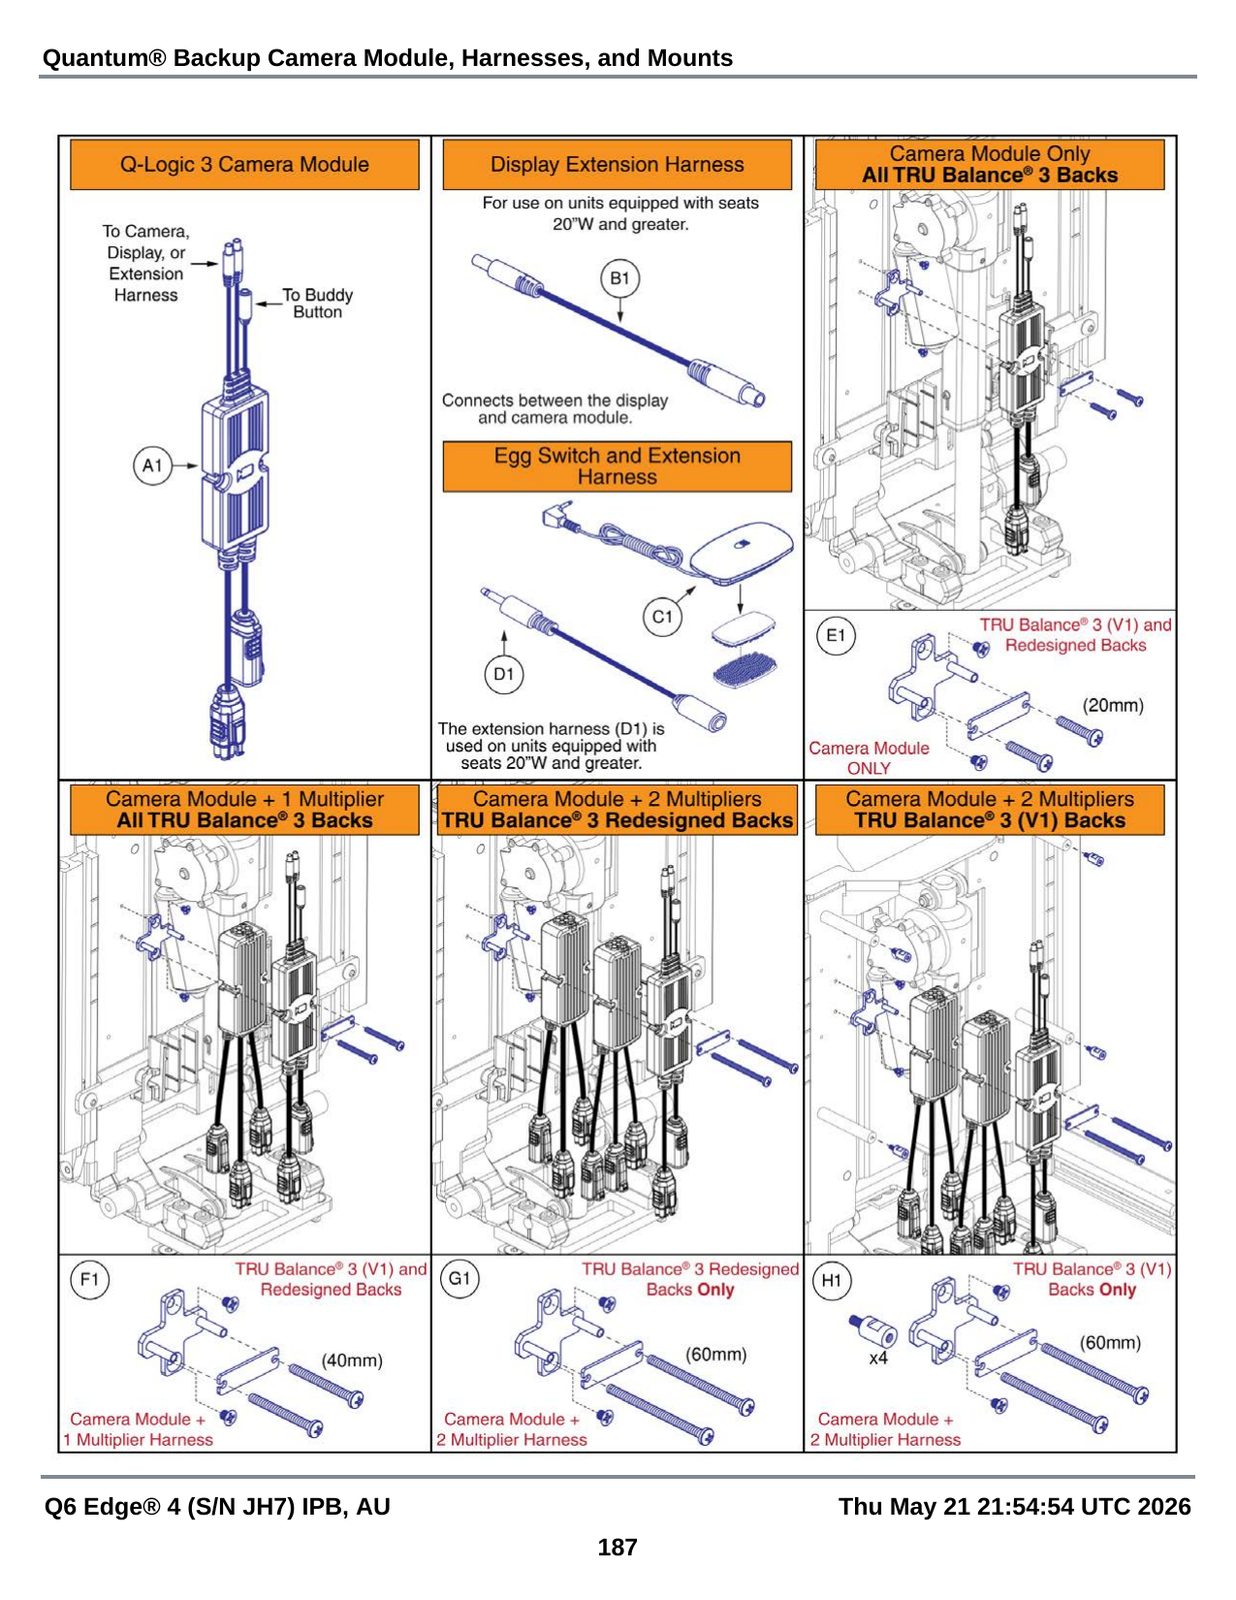 Quantum® Backup Camera Module, Harnesses, and Mounts
Q-Logic 3 Camera Module
To Camera,
Display, or
Extension
Harness
To Buddy
Button
A1
Display Extension Harness
For use on units equipped with seats
20”W and greater.
B1
Connects between the display
and camera module.
Egg Switch and Extension
Harness
C1
D1
The extension harness (D1) is
used on units equipped with
seats 20”W and greater.
Camera Module Only
All TRU Balance® 3 Backs
E1
TRU Balance® 3 (V1) and
Redesigned Backs
(20mm)
Camera Module
ONLY
Camera Module + 1 Multiplier
All TRU Balance® 3 Backs
F1
TRU Balance® 3 (V1) and
Redesigned Backs
(40mm)
Camera Module +
1 Multiplier Harness
Camera Module + 2 Multipliers
TRU Balance® 3 Redesigned Backs
G1
TRU Balance® 3 Redesigned
Backs Only
(60mm)
Camera Module +
2 Multiplier Harness
Camera Module + 2 Multipliers
TRU Balance® 3 (V1) Backs
H1
TRU Balance® 3 (V1)
Backs Only
x4
(60mm)
Camera Module +
2 Multiplier Harness
Q6 Edge® 4 (S/N JH7) IPB, AU
Thu May 21 21:54:54 UTC 2026
187